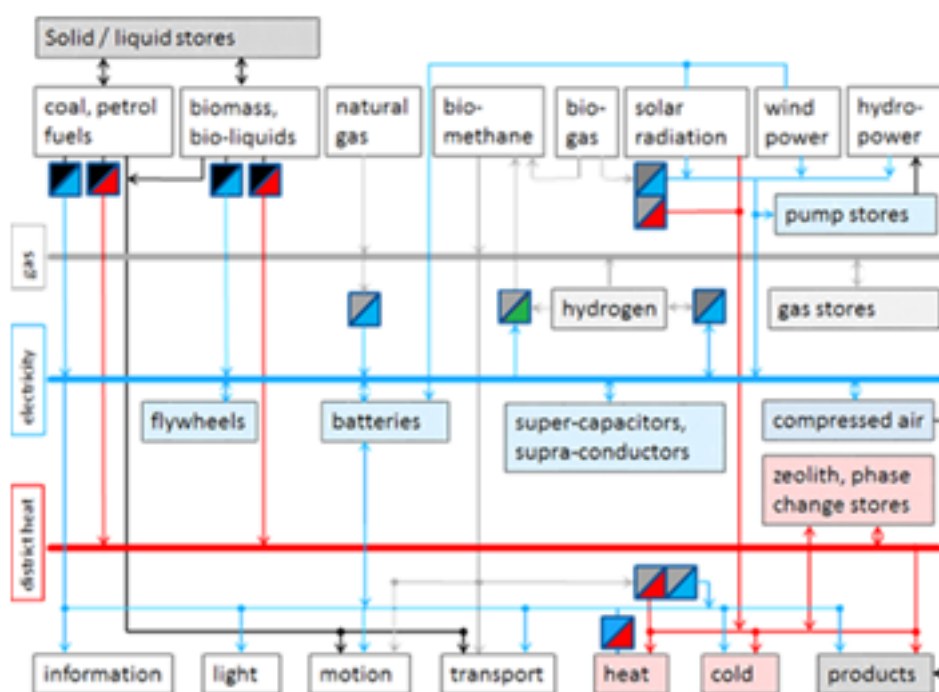 Solid / liquid stores
coal, petrol
fuels
biomass,
bio-liquids
natural
gas
bio-
methane
bio-
gas
solar
radiation
wind
power
hydro-
power
pump stores
gas
hydrogen
gas stores
electricity
flywheels
batteries
super-capacitors,
supra-conductors
compressed air
zeolith, phase
change stores
district heat
information
light
motion
transport
heat
cold
products